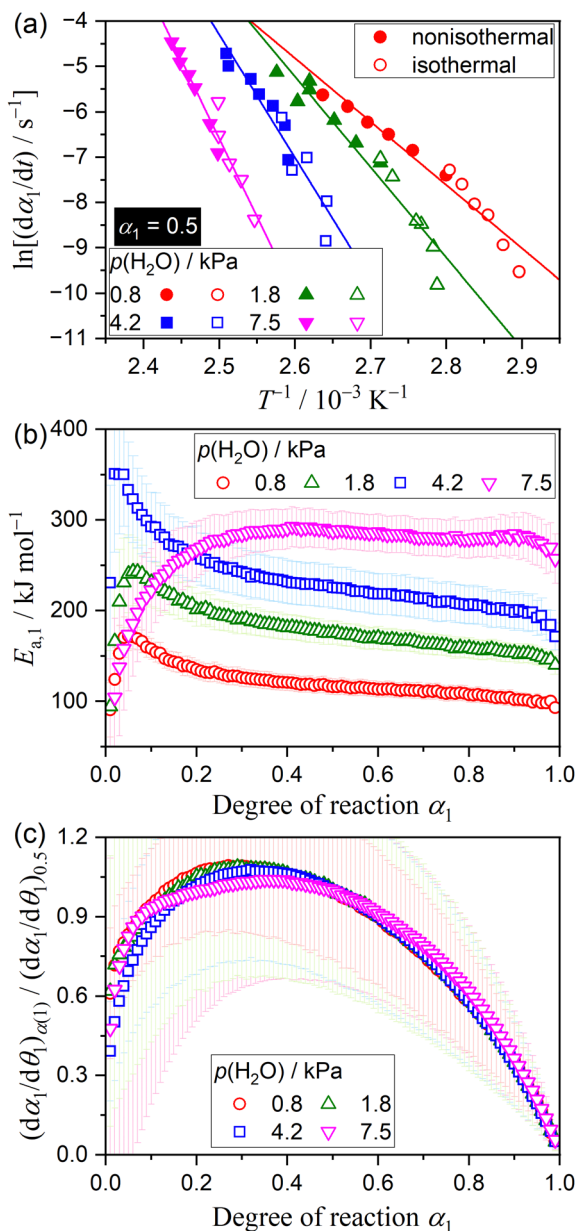 (a)
−4
−5
−6
−7
−8
−9
−10
−11
ln[(dα₁/dt) / s⁻¹]
nonisothermal
isothermal
α₁ = 0.5
p(H₂O) / kPa
0.8 1.8
4.2 7.5
2.4 2.5 2.6 2.7 2.8 2.9
T⁻¹ / 10⁻³ K⁻¹
(b)
400
300
200
100
Eₐ,₁ / kJ mol⁻¹
p(H₂O) / kPa
0.8 1.8 4.2 7.5
0.0 0.2 0.4 0.6 0.8 1.0
Degree of reaction α₁
(c)
1.2
0.9
0.6
0.3
0.0
(dα₁/dθ₁)α(1) / (dα₁/dθ₁)0.5
p(H₂O) / kPa
0.8 1.8
4.2 7.5
0.0 0.2 0.4 0.6 0.8 1.0
Degree of reaction α₁